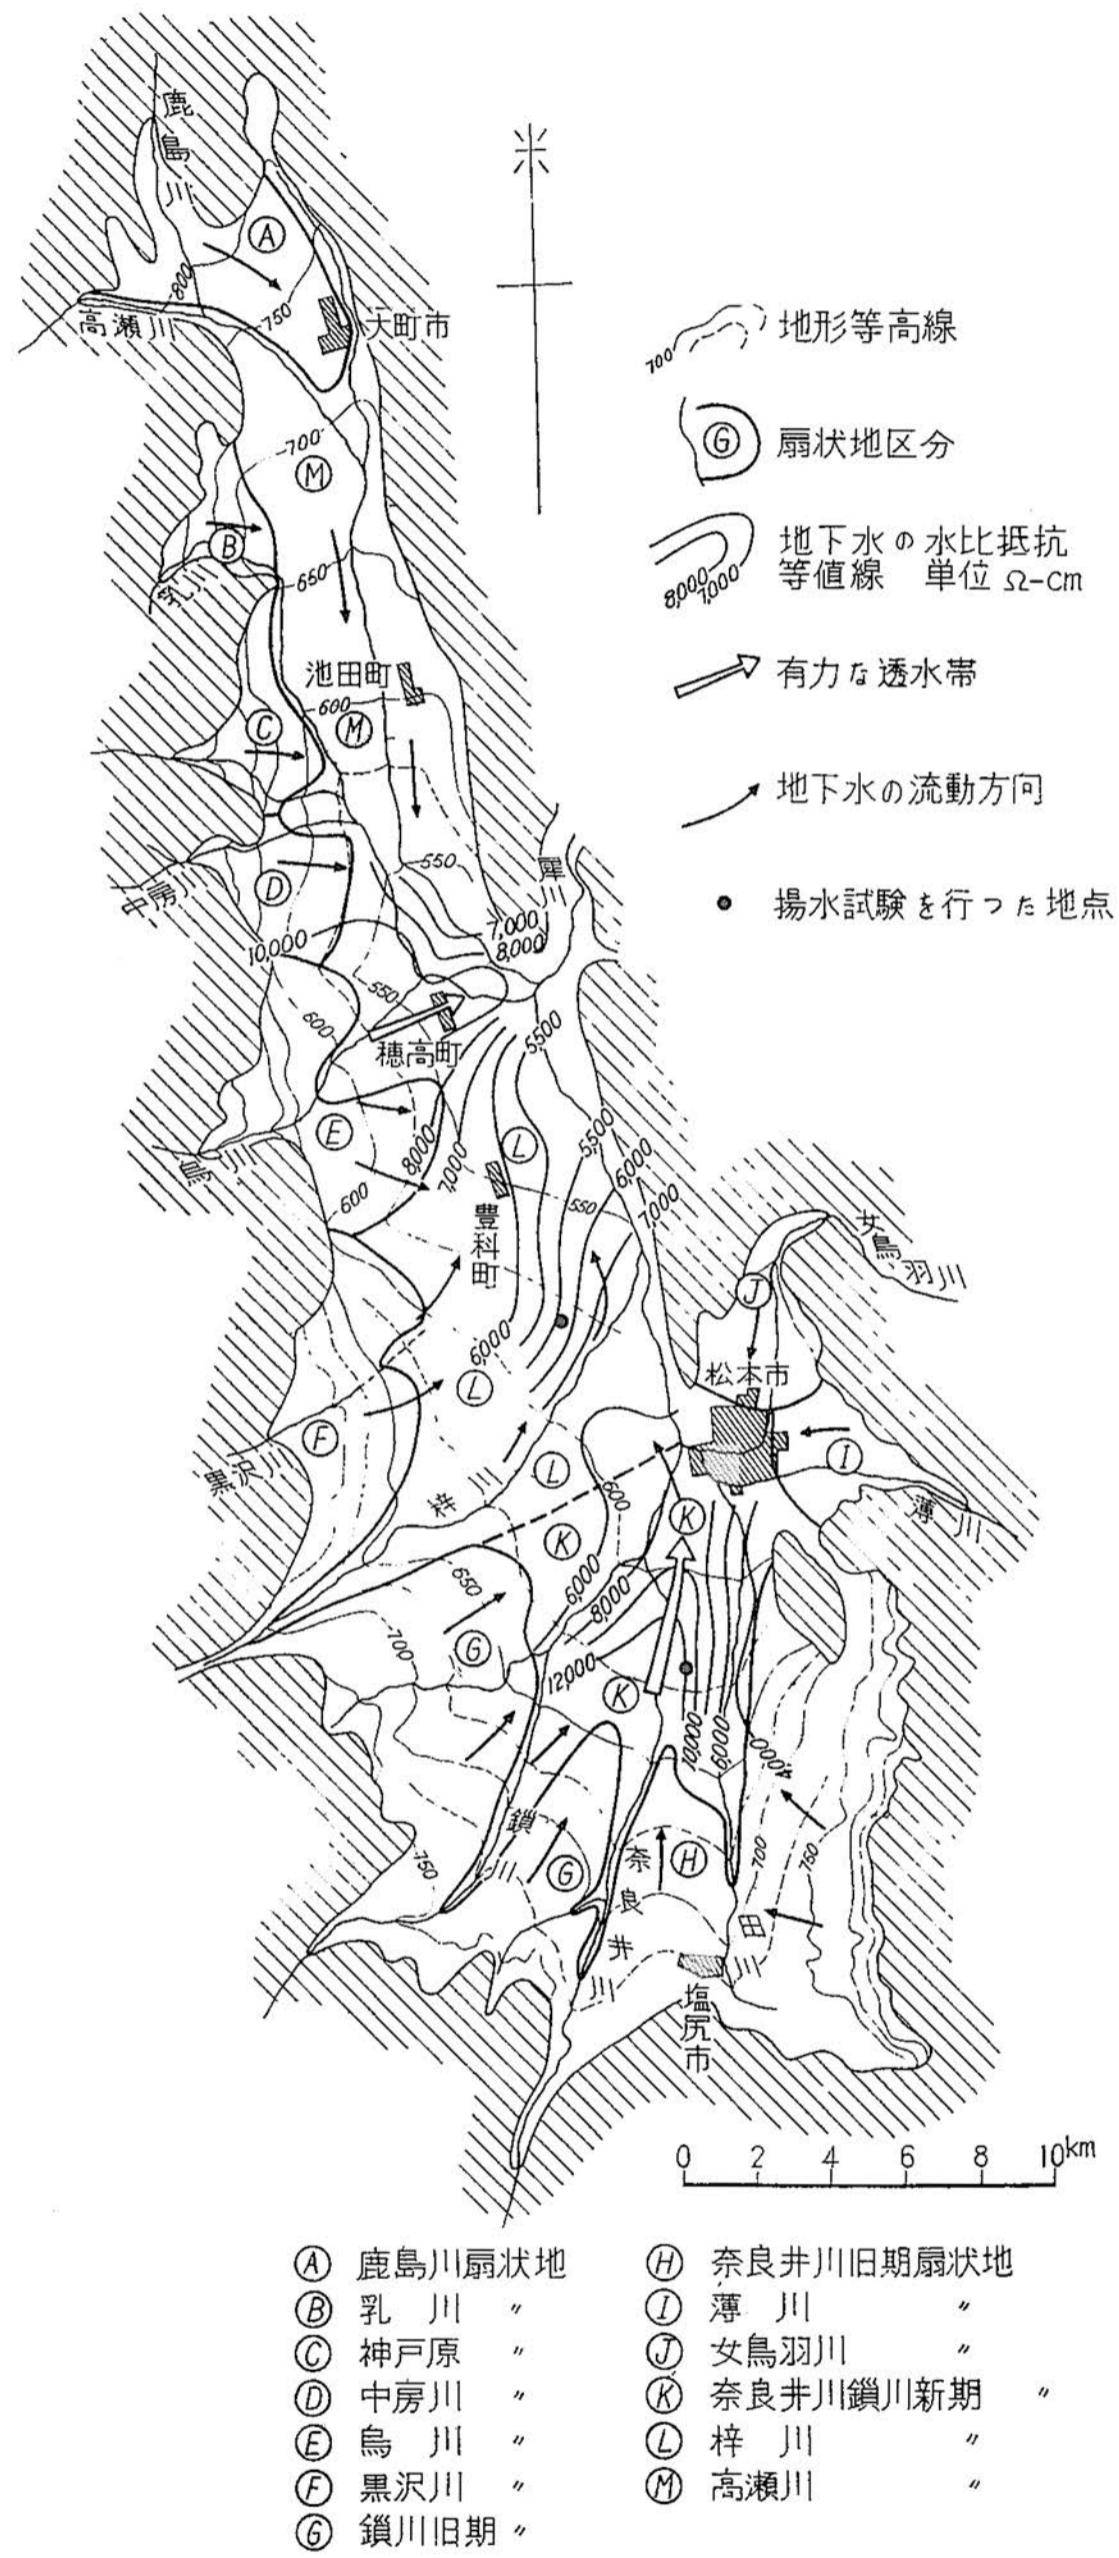 鹿島川
A
800
高瀬川
750
大町市
700
M
B
乳川
650
池田町
600
C
M
550
犀川
中房川
D
7,000
8,000
10,000
550
600
穂高町
5,500
E
烏川
8,000
7,000
L
5,500
6,000
7,000
600
550
豊科町
女鳥羽川
J
6,000
L
松本市
F
黒沢川
梓川
L
600
I
薄川
K
K
650
6,000
8,000
700
G
12,000
K
10,000
6,000
4,000
鎖川
750
G
奈良井川
H
700
750
田川
塩尻市
700
地形等高線
G
扇状地区分
8,000
7,000
地下水の水比抵抗
等値線 単位 Ω-cm
有力な透水帯
地下水の流動方向
揚水試験を行つた地点
0 2 4 6 8 10km
A 鹿島川扇状地
B 乳川 〃
C 神戸原 〃
D 中房川 〃
E 烏川 〃
F 黒沢川 〃
G 鎖川旧期 〃
H 奈良井川旧期扇状地
I 薄川 〃
J 女鳥羽川 〃
K 奈良井川鎖川新期 〃
L 梓川 〃
M 高瀬川 〃